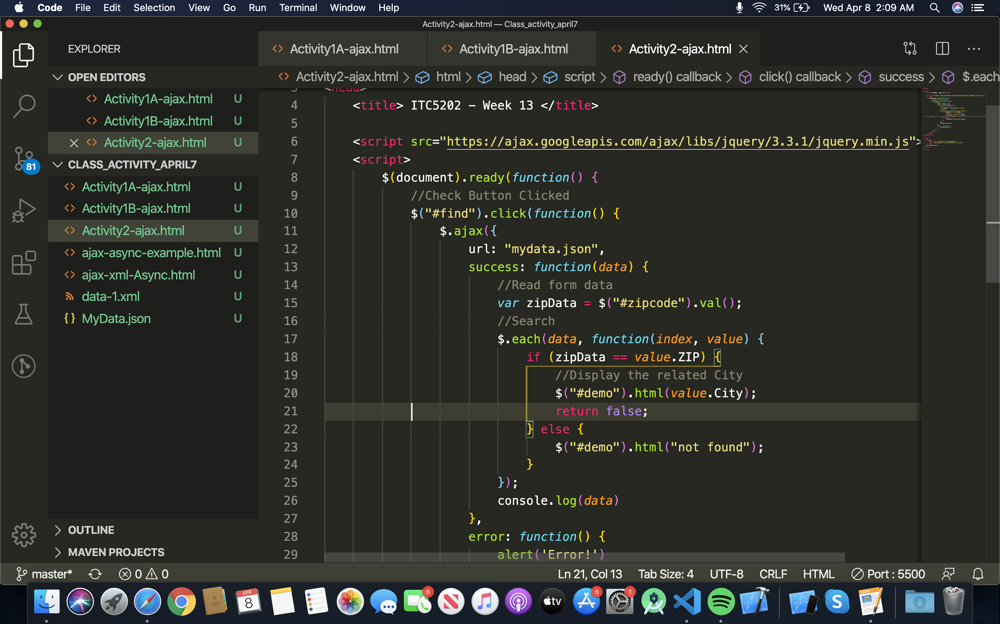 Code File Edit Selection View Go Run Terminal Window Help 31% Wed Apr 8 2:09 AM
Activity2-ajax.html — Class_activity_april7
EXPLORER
OPEN EDITORS
Activity1A-ajax.html U
Activity1B-ajax.html U
Activity2-ajax.html U
81
CLASS_ACTIVITY_APRIL7
Activity1A-ajax.html U
Activity1B-ajax.html U
Activity2-ajax.html U
ajax-async-example.html U
ajax-xml-Async.html U
data-1.xml U
MyData.json U
OUTLINE
MAVEN PROJECTS
Activity1A-ajax.html Activity1B-ajax.html Activity2-ajax.html
Activity2-ajax.html > html > head > script > ready() callback > click() callback > success > $.each
3 <head>
4 <title> ITC5202 - Week 13 </title>
5
6 <script src="https://ajax.googleapis.com/ajax/libs/jquery/3.3.1/jquery.min.js">
7 <script>
8 $(document).ready(function() {
9 //Check Button Clicked
10 $("#find").click(function() {
11 $.ajax({
12 url: "mydata.json",
13 success: function(data) {
14 //Read form data
15 var zipData = $("#zipcode").val();
16 //Search
17 $.each(data, function(index, value) {
18 if (zipData == value.ZIP) {
19 //Display the related City
20 $("#demo").html(value.City);
21 return false;
22 } else {
23 $("#demo").html("not found");
24 }
25 });
26 console.log(data)
27 },
28 error: function() {
29 alert('Error!')
master* 0 0 Ln 21, Col 13 Tab Size: 4 UTF-8 CRLF HTML Port : 5500
APR
8
6
tv
5
1
S
PAGES